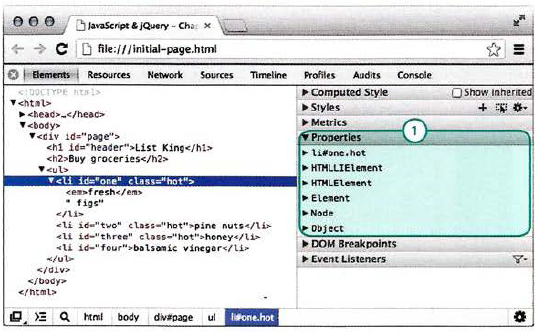 JavaScript & jQuery – Cha
file:///initial-page.html
Elements Resources Network Sources Timeline Profiles Audits Console
<!DOCTYPE html>
▼<html>
▶<head>…</head>
▼<body>
▼<div id="page">
<h1 id="header">List King</h1>
<h2>Buy groceries</h2>
▼<ul>
▼<li id="one" class="hot">
<em>fresh</em>
" figs"
</li>
<li id="two" class="hot">pine nuts</li>
<li id="three" class="hot">honey</li>
<li id="four">balsamic vinegar</li>
</ul>
</div>
</body>
</html>
▶Computed Style Show inherited
▶Styles
▶Metrics
▼Properties
1
▶li#one.hot
▶HTMLLIElement
▶HTMLElement
▶Element
▶Node
▶Object
▶DOM Breakpoints
▶Event Listeners
html body div#page ul li#one.hot